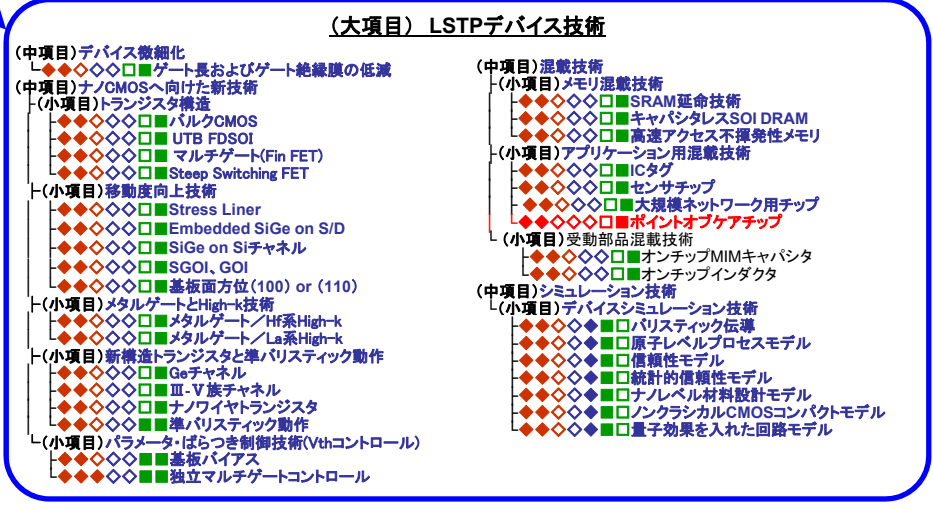 (大項目) LSTPデバイス技術
(中項目)デバイス微細化
└◆◆◇◇◇□■ゲート長およびゲート絶縁膜の低減
(中項目)ナノCMOSへ向けた新技術
├(小項目)トランジスタ構造
├◆◆◇◇◇□■バルクCMOS
├◆◆◇◇◇□■ UTB FDSOI
├◆◆◇◇◇□■ マルチゲート(Fin FET)
└◆◆◇◇◇□■Steep Switching FET
├(小項目)移動度向上技術
├◆◆◇◇◇□■Stress Liner
├◆◆◇◇◇□■Embedded SiGe on S/D
├◆◆◇◇◇□■SiGe on Siチャネル
├◆◆◇◇◇□■SGOI、GOI
└◆◆◇◇◇□■基板面方位(100) or (110)
├(小項目)メタルゲートとHigh-k技術
├◆◆◇◇◇□■メタルゲート/Hf系High-k
└◆◆◇◇◇□■メタルゲート/La系High-k
├(小項目)新構造トランジスタと準バリスティック動作
├◆◆◇◇◇□■Geチャネル
├◆◆◇◇◇□■Ⅲ-Ⅴ族チャネル
├◆◆◇◇◇□■ナノワイヤトランジスタ
└◆◆◇◇◇■■準バリスティック動作
└(小項目)パラメータ・ばらつき制御技術(Vthコントロール)
├◆◆◇◇◇■■基板バイアス
└◆◆◆◇◇■■独立マルチゲートコントロール
(中項目)混載技術
├(小項目)メモリ混載技術
├◆◆◇◇◇□■SRAM延命技術
├◆◆◇◇◇□■キャパシタレスSOI DRAM
└◆◆◇◇◇□■高速アクセス不揮発性メモリ
├(小項目)アプリケーション用混載技術
├◆◆◇◇◇□■ICタグ
├◆◆◇◇◇□■センサチップ
├◆◆◇◇◇□■大規模ネットワーク用チップ
└◆◆◇◇◇□■ポイントオブケアチップ
└ (小項目)受動部品混載技術
├◆◆◇◇◇□■オンチップMIMキャパシタ
└◆◆◇◇◇□■オンチップインダクタ
(中項目)シミュレーション技術
└(小項目)デバイスシミュレーション技術
├◆◆◇◇◆■□バリスティック伝導
├◆◆◇◇◆■□原子レベルプロセスモデル
├◆◆◇◇◆■□信頼性モデル
├◆◆◇◇◆■□統計的信頼性モデル
├◆◆◇◇◆■□ナノレベル材料設計モデル
├◆◆◇◇◆■□ノンクラシカルCMOSコンパクトモデル
└◆◆◇◇◆■□量子効果を入れた回路モデル